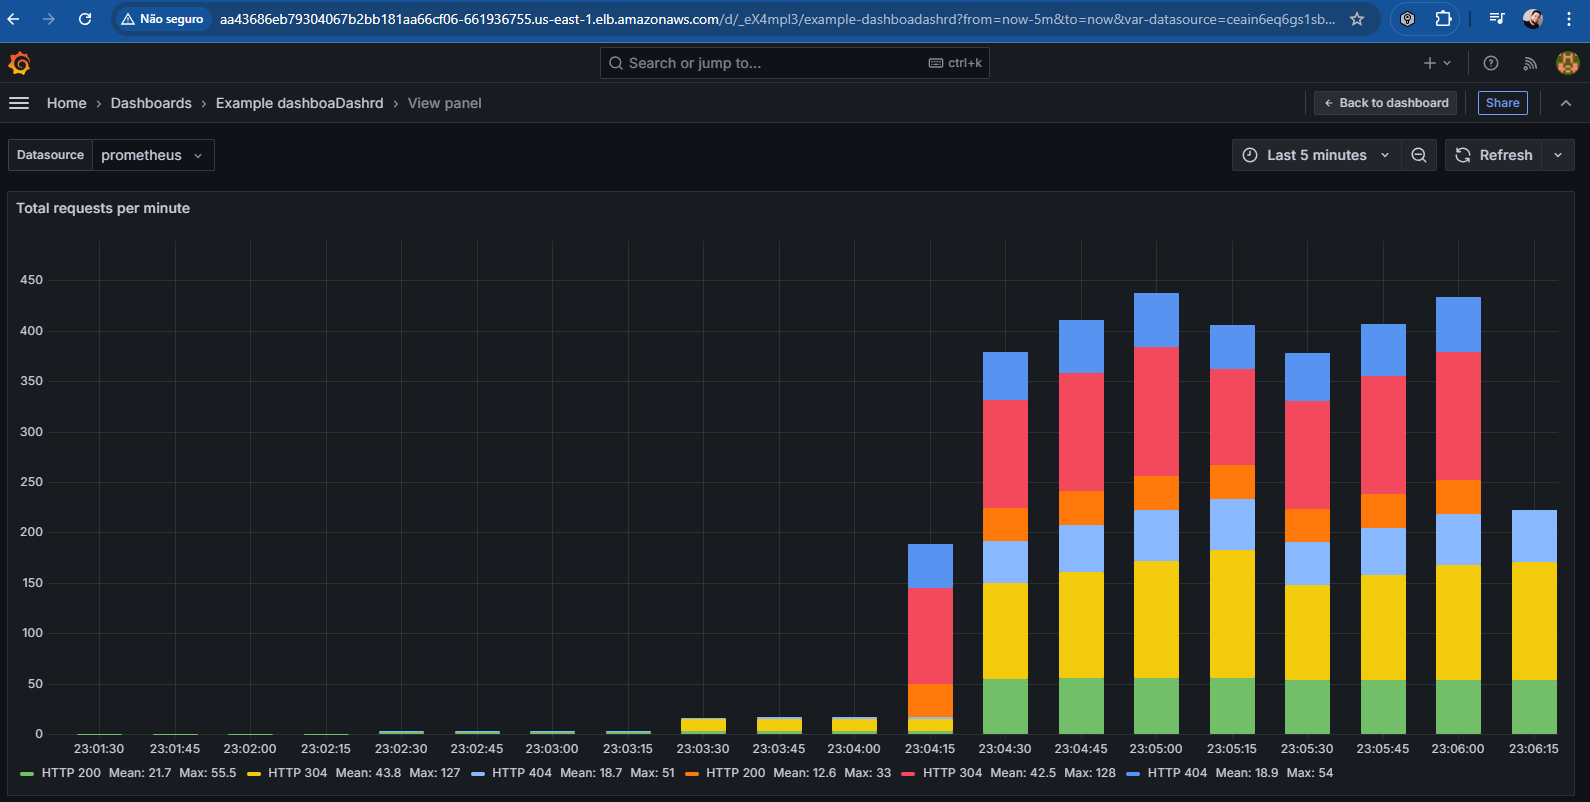 Não seguro aa43686eb79304067b2bb181aa66cf06-661936755.us-east-1.elb.amazonaws.com/d/_eX4mpl3/example-dashboadashrd?from=now-5m&to=now&var-datasource=ceain6eq6gs1sb...
Search or jump to... ctrl+k
Home › Dashboards › Example dashboaDashrd › View panel
Back to dashboard Share
Datasource prometheus
Last 5 minutes Refresh
Total requests per minute
450
400
350
300
250
200
150
100
50
0
23:01:30 23:01:45 23:02:00 23:02:15 23:02:30 23:02:45 23:03:00 23:03:15 23:03:30 23:03:45 23:04:00 23:04:15 23:04:30 23:04:45 23:05:00 23:05:15 23:05:30 23:05:45 23:06:00 23:06:15
HTTP 200 Mean: 21.7 Max: 55.5 HTTP 304 Mean: 43.8 Max: 127 HTTP 404 Mean: 18.7 Max: 51 HTTP 200 Mean: 12.6 Max: 33 HTTP 304 Mean: 42.5 Max: 128 HTTP 404 Mean: 18.9 Max: 54